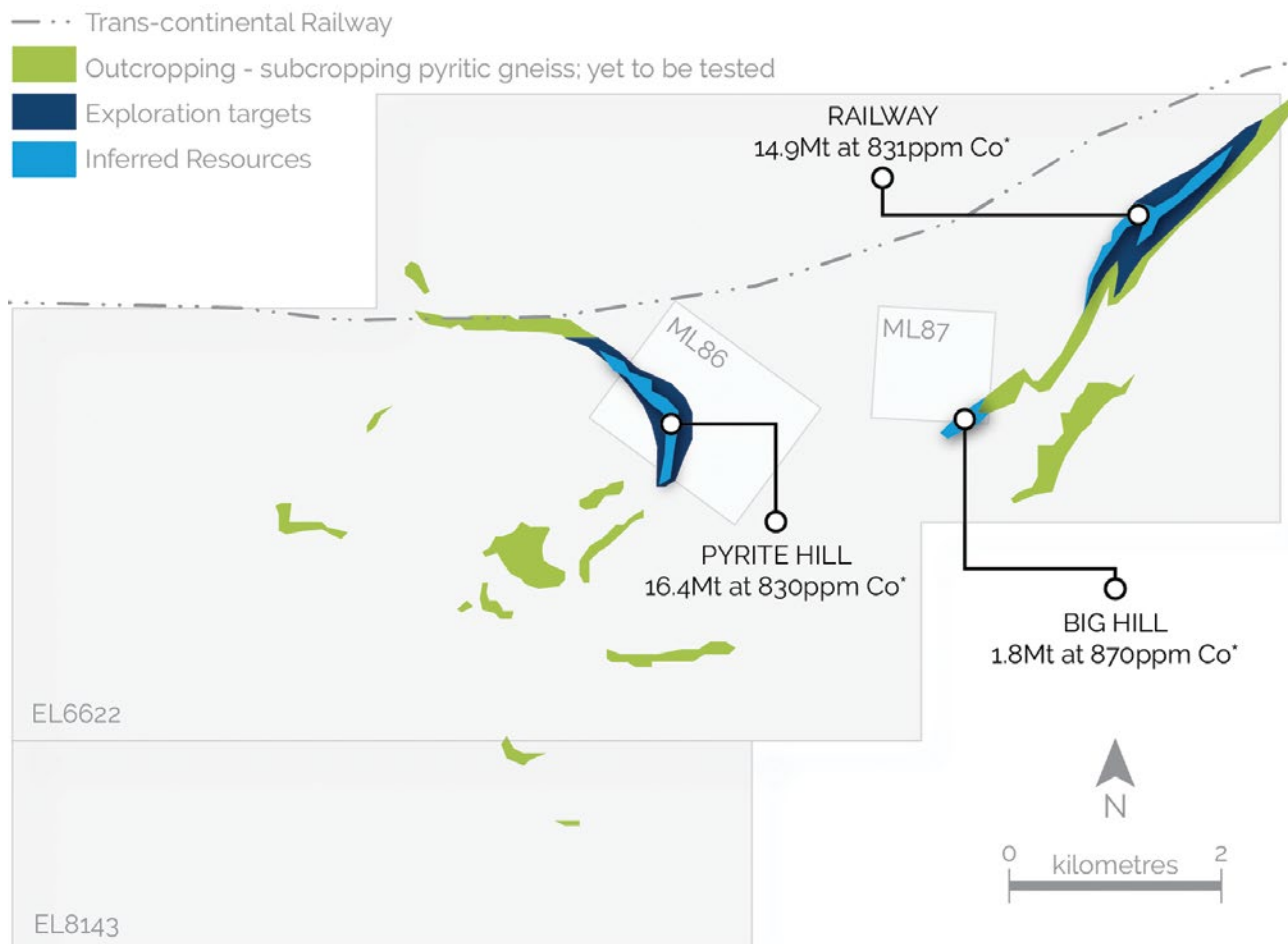 Trans-continental Railway
Outcropping - subcropping pyritic gneiss; yet to be tested
Exploration targets
Inferred Resources
RAILWAY
14.9Mt at 831ppm Co*
ML86
ML87
PYRITE HILL
16.4Mt at 830ppm Co*
BIG HILL
1.8Mt at 870ppm Co*
EL6622
EL8143
N
0 kilometres 2